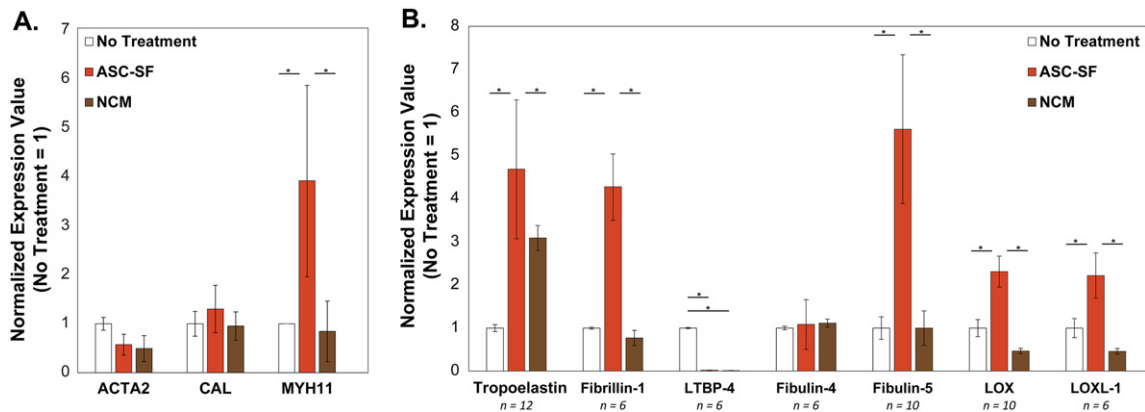 A.
Normalized Expression Value
(No Treatment = 1)
7
6
5
4
3
2
1
0
No Treatment
ASC-SF
NCM
* *
ACTA2 CAL MYH11
B.
Normalized Expression Value
(No Treatment = 1)
8
7
6
5
4
3
2
1
0
No Treatment
ASC-SF
NCM
* *
* * * *
* * * *
*
*
Tropoelastin Fibrillin-1 LTBP-4 Fibulin-4 Fibulin-5 LOX LOXL-1
n = 12 n = 6 n = 6 n = 6 n = 10 n = 10 n = 6